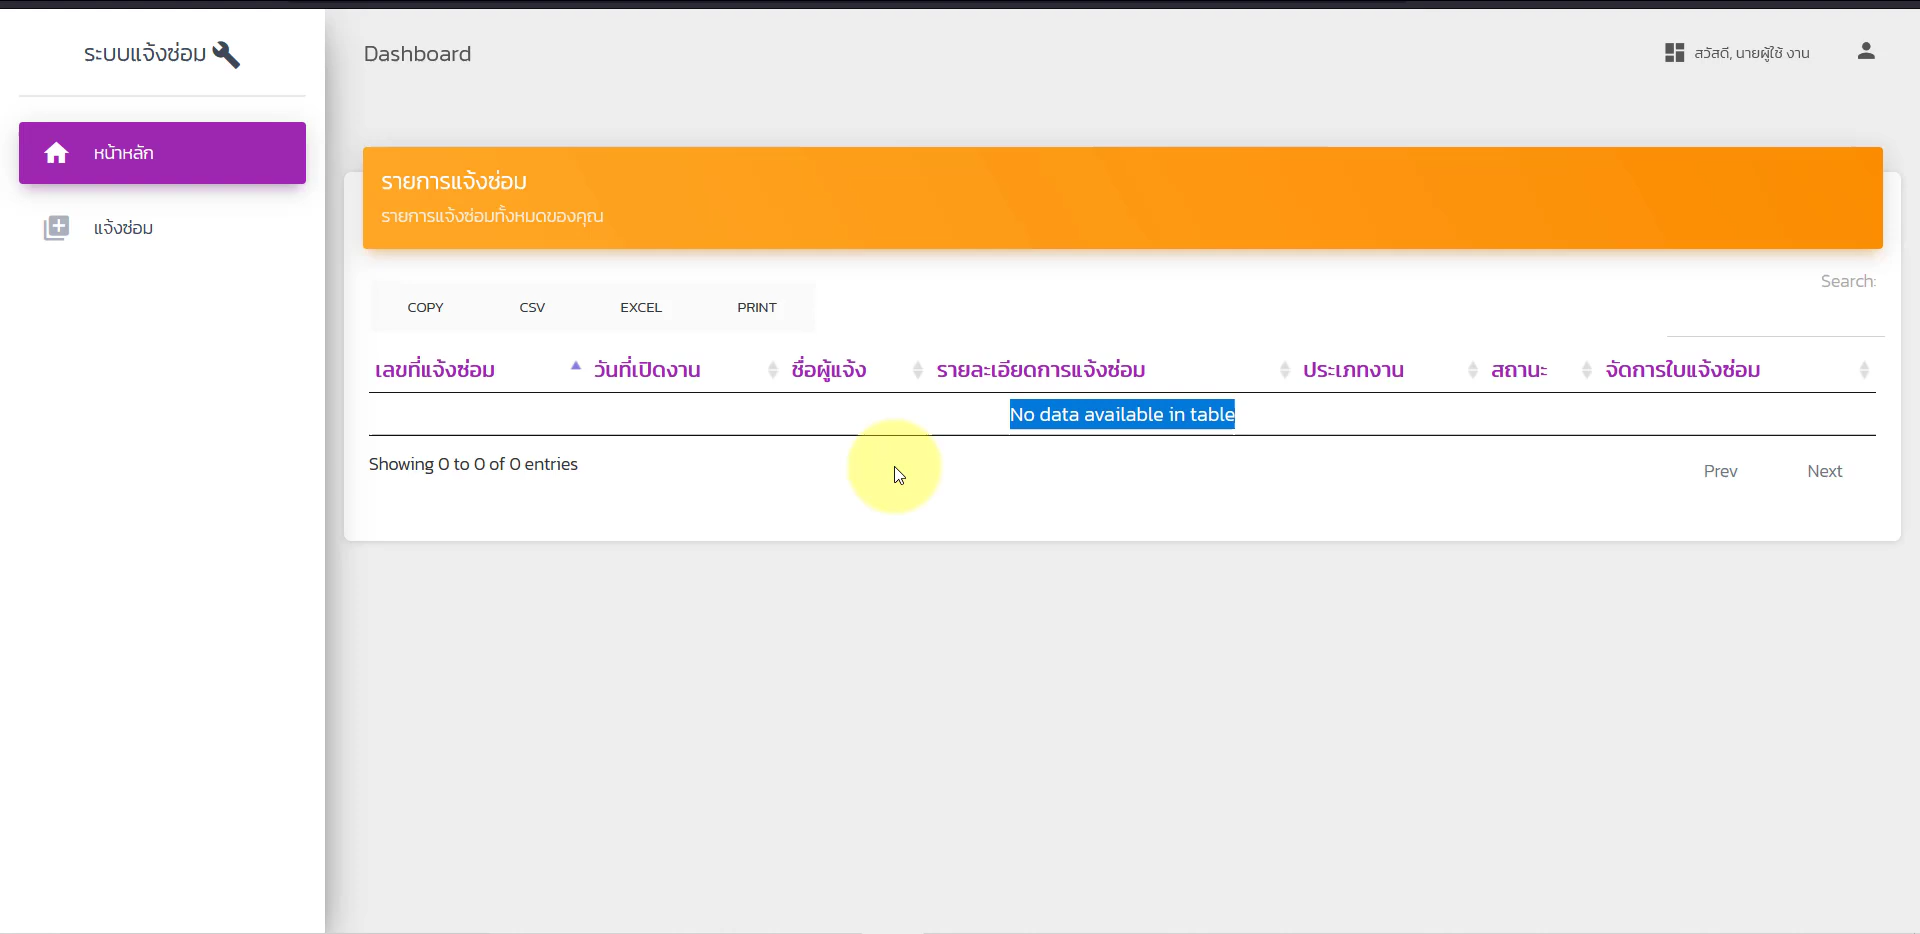 ระบบแจ้งซ่อม
Dashboard
สวัสดี, นายผู้ใช้ งาน
หน้าหลัก
แจ้งซ่อม
รายการแจ้งซ่อม
รายการแจ้งซ่อมทั้งหมดของคุณ
Search:
COPY CSV EXCEL PRINT
เลขที่แจ้งซ่อม วันที่เปิดงาน ชื่อผู้แจ้ง รายละเอียดการแจ้งซ่อม ประเภทงาน สถานะ จัดการใบแจ้งซ่อม
No data available in table
Showing 0 to 0 of 0 entries
Prev Next